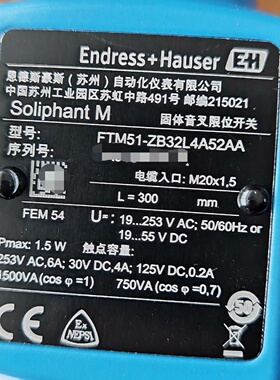 Endress+Hauser EH
恩德斯豪斯（苏州）自动化仪表有限公司
中国苏州工业园区苏虹中路491号 邮编215021
Soliphant M 固体音叉限位开关
型号: FTM51-ZB32L4A52AA
序列号:
电缆入口: M20x1,5
L = 300 mm
FEM 54 U=: 19...253 V AC; 50/60Hz or
19...55 V DC
Pmax: 1.5 W 触点容量:
253V AC,6A; 30V DC,4A; 125V DC,0.2A
1500VA (cos φ =1) 750VA (cos φ =0,7)
Ex
NEPSI
50